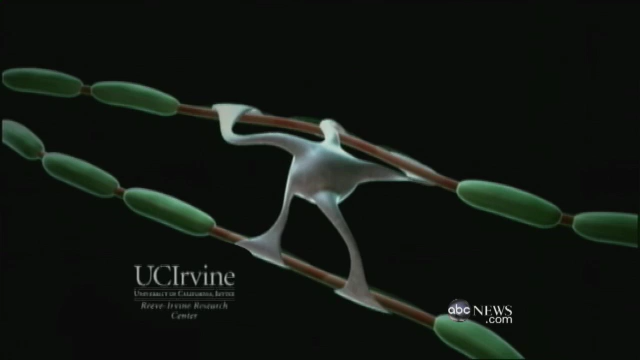 UCIrvine
UNIVERSITY OF CALIFORNIA, IRVINE
Reeve-Irvine Research
Center
abc NEWS
.com